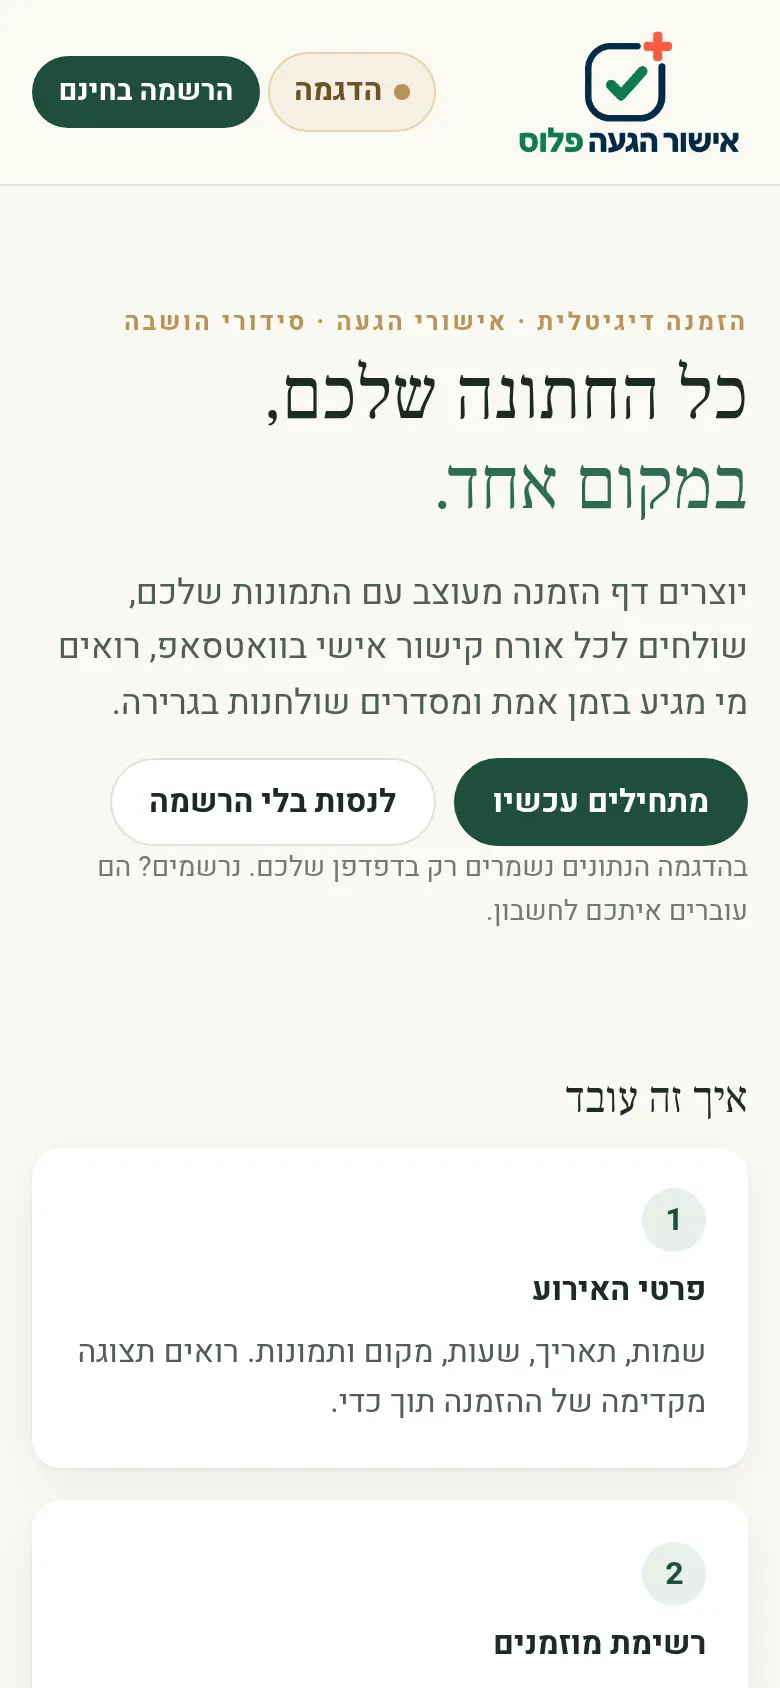 אישור הגעה פלוס
הדגמה
הרשמה בחינם
הזמנה דיגיטלית · אישורי הגעה · סידורי הושבה
כל החתונה שלכם,
במקום אחד.
יוצרים דף הזמנה מעוצב עם התמונות שלכם,
שולחים לכל אורח קישור אישי בוואטסאפ, רואים
מי מגיע בזמן אמת ומסדרים שולחנות בגרירה.
מתחילים עכשיו
לנסות בלי הרשמה
בהדגמה הנתונים נשמרים רק בדפדפן שלכם. נרשמים? הם
עוברים איתכם לחשבון.
איך זה עובד
1
פרטי האירוע
שמות, תאריך, שעות, מקום ותמונות. רואים תצוגה
מקדימה של ההזמנה תוך כדי.
2
רשימת מוזמנים